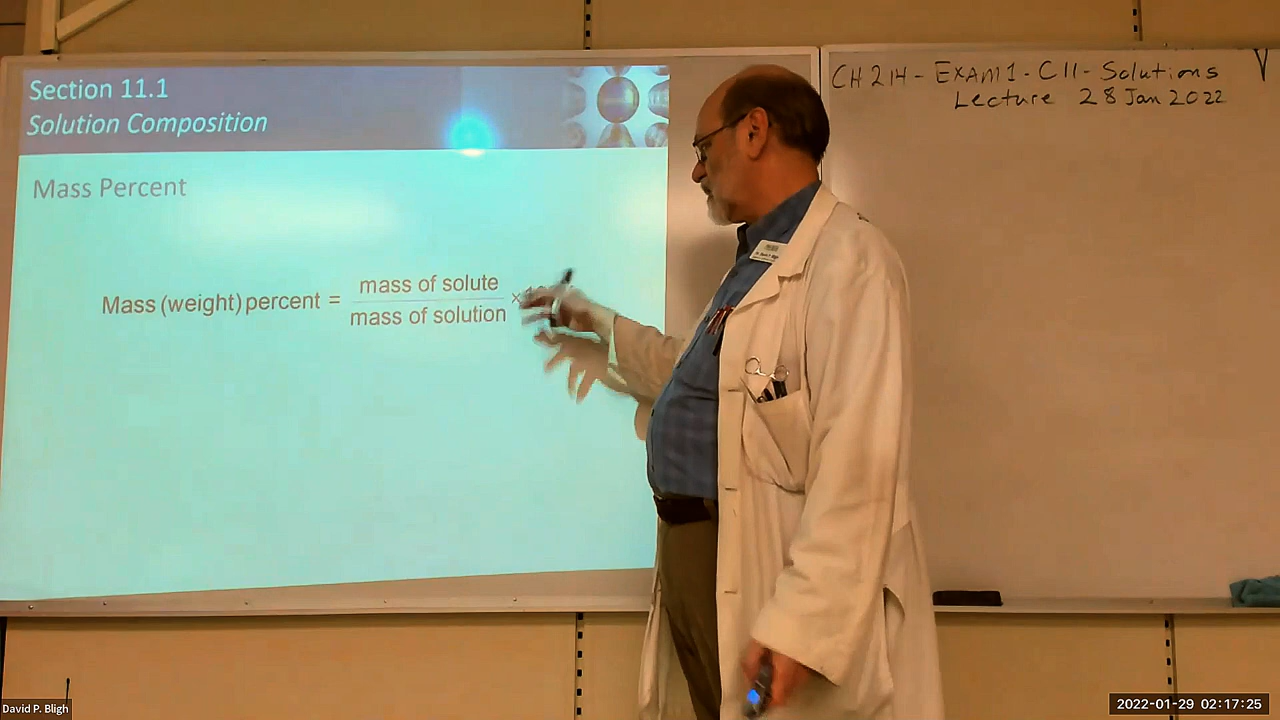 Section 11.1
Solution Composition
Mass Percent
Mass (weight) percent = mass of solute
mass of solution ×
CH 214 - EXAM 1 - C11 - Solutions
Lecture 28 Jan 2022
David P. Bligh
2022-01-29 02:17:25